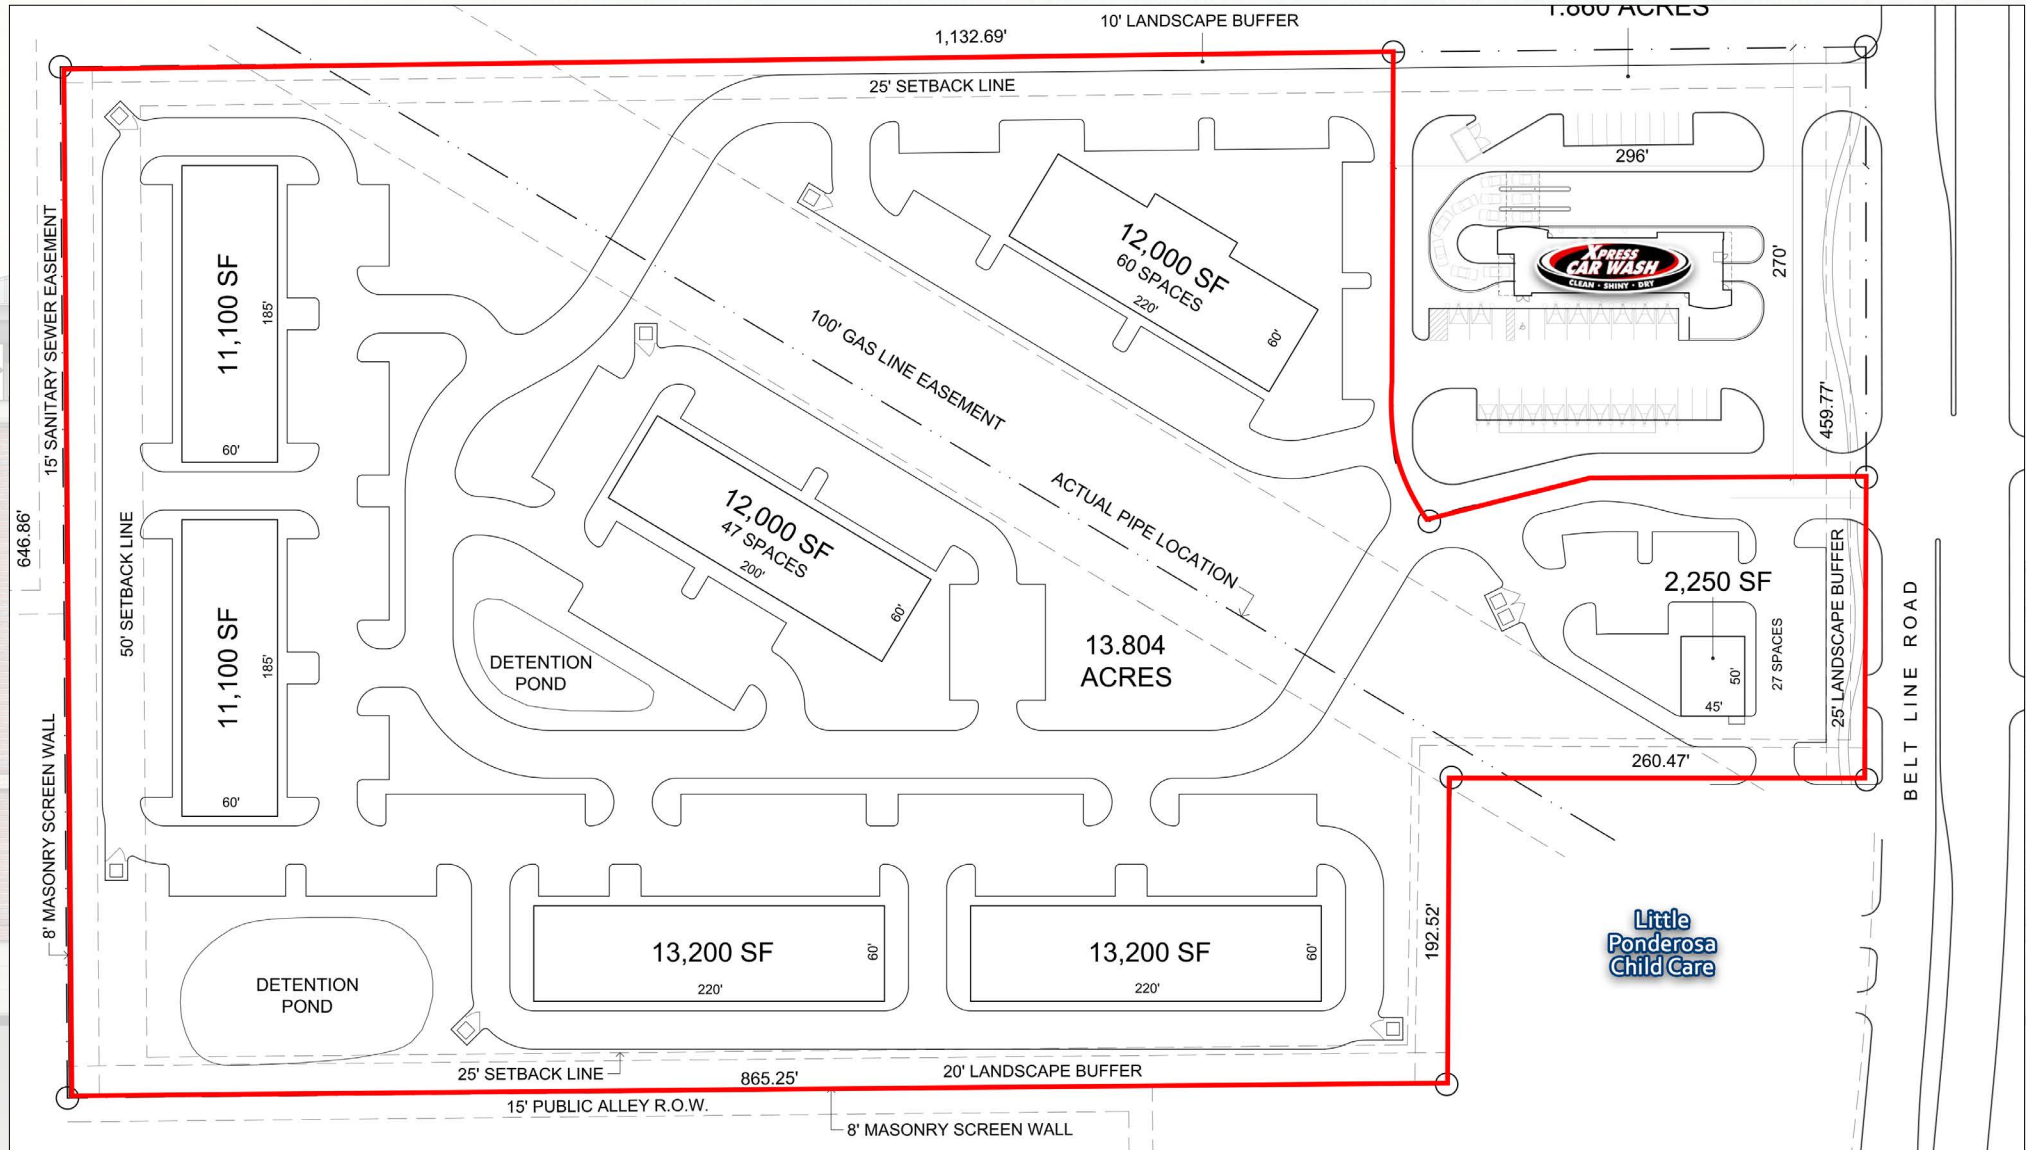 1.860 ACRES
10' LANDSCAPE BUFFER
1,132.69'
25' SETBACK LINE
296'
270'
XPRESS
CAR WASH
CLEAN · SHINY · DRY
459.77'
15' SANITARY SEWER EASEMENT
646.86'
50' SETBACK LINE
8' MASONRY SCREEN WALL
11,100 SF
185'
60'
11,100 SF
185'
60'
12,000 SF
60 SPACES
220'
60'
100' GAS LINE EASEMENT
ACTUAL PIPE LOCATION
12,000 SF
47 SPACES
200'
60'
DETENTION
POND
13.804
ACRES
2,250 SF
50'
45'
27 SPACES
25' LANDSCAPE BUFFER
260.47'
BELT LINE ROAD
192.52'
Little
Ponderosa
Child Care
DETENTION
POND
13,200 SF
60'
220'
13,200 SF
60'
220'
25' SETBACK LINE
865.25'
20' LANDSCAPE BUFFER
15' PUBLIC ALLEY R.O.W.
8' MASONRY SCREEN WALL